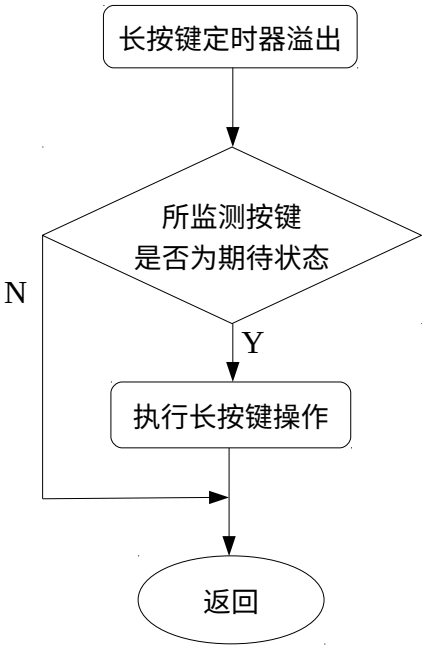 长按键定时器溢出
所监测按键
是否为期待状态
N
Y
执行长按键操作
返回